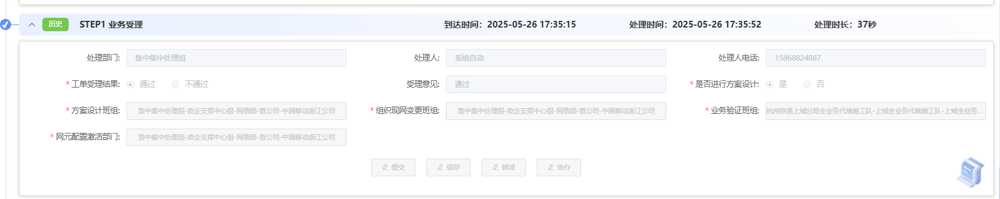 历史 STEP1 业务受理 到达时间：2025-05-26 17:35:15 处理时间：2025-05-26 17:35:52 处理时长：37秒
处理部门: 售中集中处理组 处理人: 系统自动 处理人电话: 15868824887
* 工单受理结果: 通过 不通过 受理意见: 通过 * 是否进行方案设计: 是 否
* 方案设计班组: 售中集中处理组-政企支撑中心组-网络部-省公司-中国移动浙江公司 * 组织现网变更班组: 售中集中处理组-政企支撑中心组-网络部-省公司-中国移动浙江公司 * 业务验证班组: 杭州铁通上城分局全业务代维施工队-上城全业务代维施工队-上城全业务...
* 网元配置激活部门: 售中集中处理组-政企支撑中心组-网络部-省公司-中国移动浙江公司
提交 保存 转派 协办